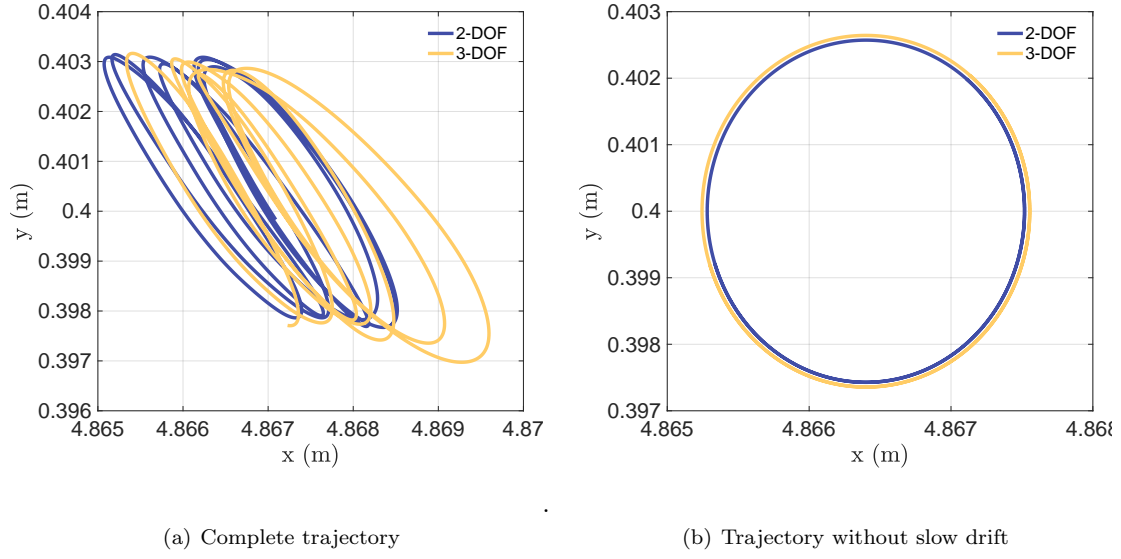 0.404
0.403
0.402
0.401
0.4
0.399
0.398
0.397
0.396
y (m)
4.865
4.866
4.867
4.868
4.869
4.87
x (m)
2-DOF
3-DOF
(a) Complete trajectory
0.403
0.402
0.401
0.4
0.399
0.398
0.397
y (m)
4.865
4.866
4.867
4.868
x (m)
2-DOF
3-DOF
.
(b) Trajectory without slow drift